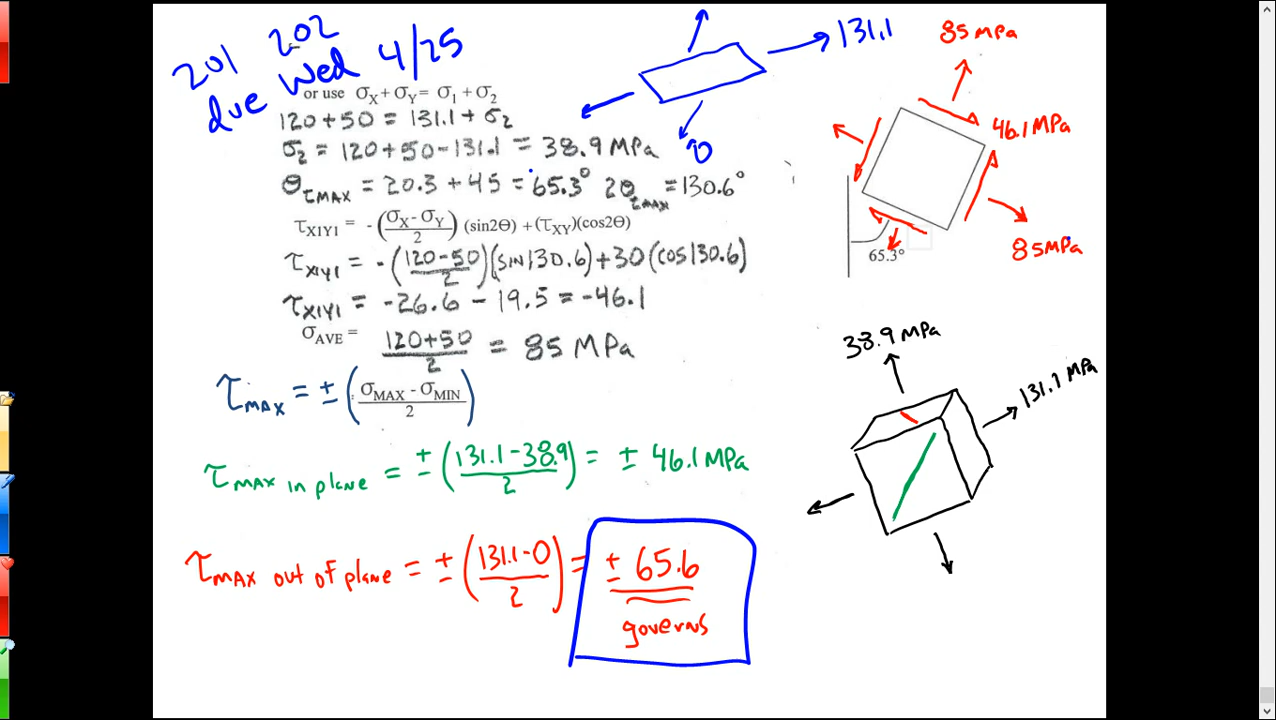 201 202
due Wed 4/25
or use σX + σY = σ1 + σ2
120+50 = 131.1 + σ2
σ2 = 120+50-131.1 = 38.9 MPa
θτMAX = 20.3 + 45 = 65.3° 2θτMAX = 130.6°
τX1Y1 = -(σX - σY / 2) (sin2Θ) + (τXY)(cos2Θ)
τX1Y1 = -(120-50 / 2)(sin130.6) + 30(cos130.6)
τX1Y1 = -26.6 - 19.5 = -46.1
σAVE = 120+50 / 2 = 85 MPa
τMAX = ± (σMAX - σMIN / 2)
τMAX in plane = ± (131.1-38.9 / 2) = ± 46.1 MPa
τMAX out of plane = ± (131.1-0 / 2) = ± 65.6
governs
131.1
0
85 MPa
46.1 MPa
85 MPa
65.3°
38.9 MPa
131.1 MPa